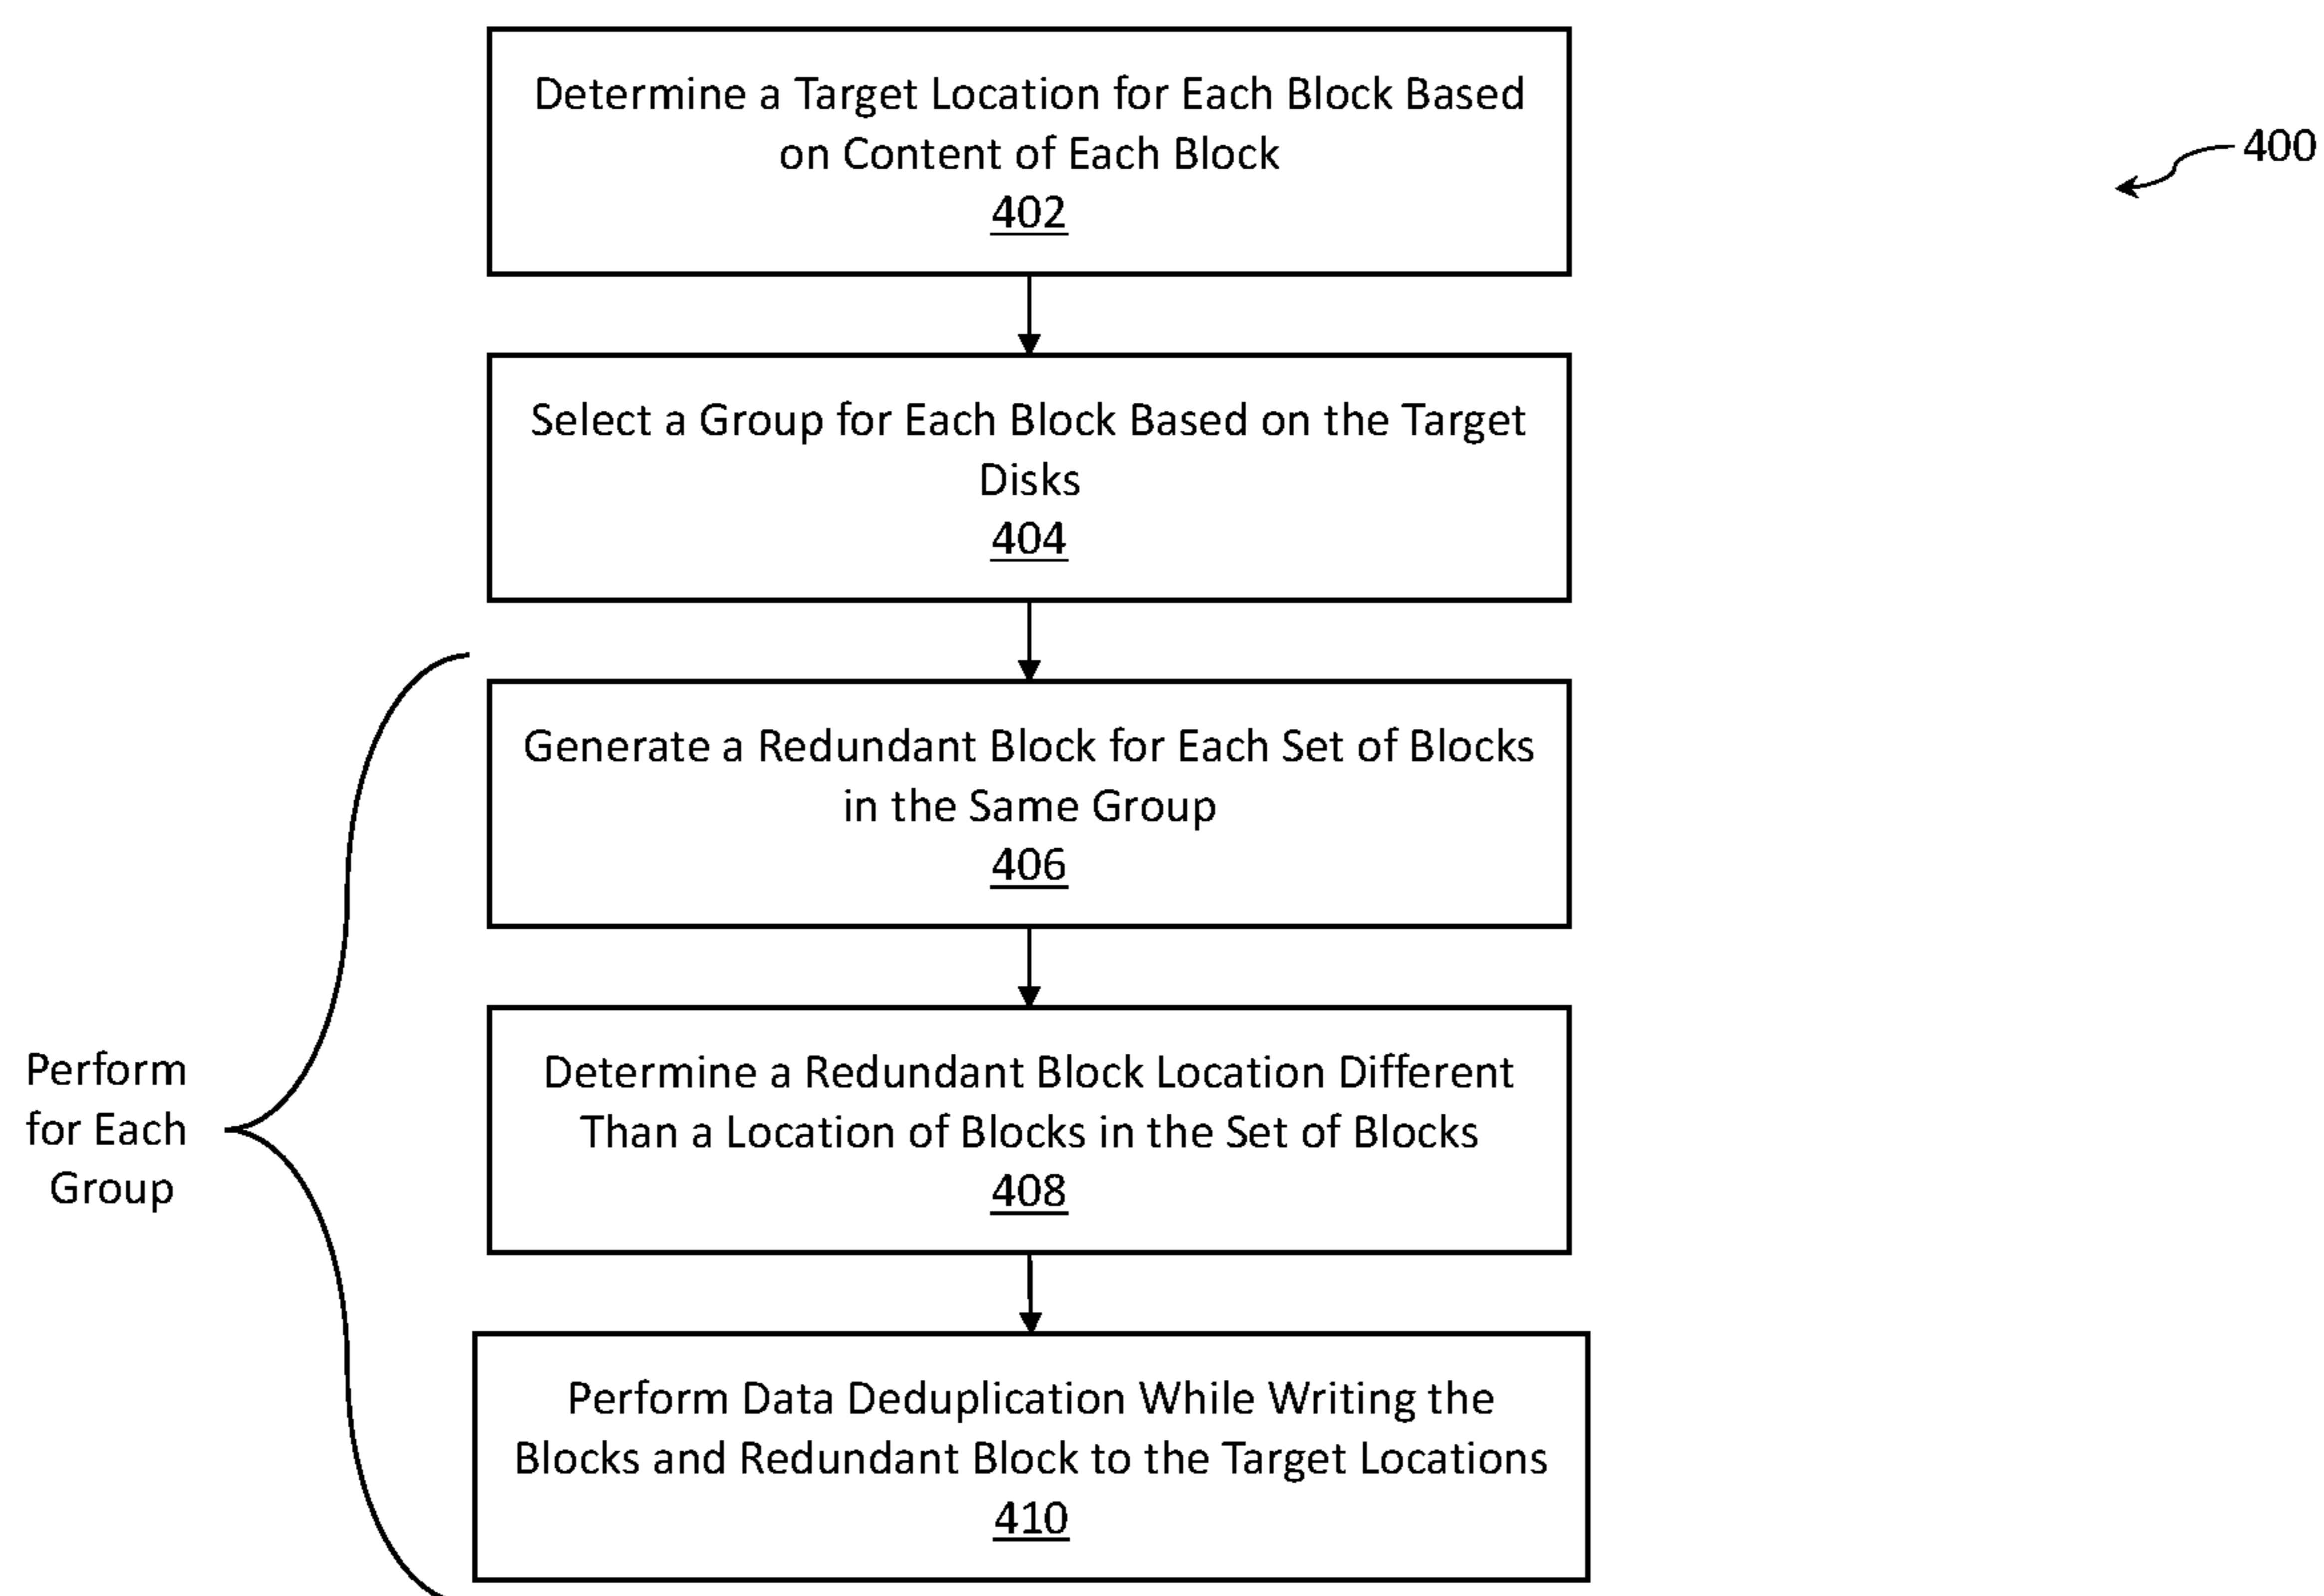 Determine a Target Location for Each Block Based
on Content of Each Block
402
400
Select a Group for Each Block Based on the Target
Disks
404
Generate a Redundant Block for Each Set of Blocks
in the Same Group
406
Perform
for Each
Group
Determine a Redundant Block Location Different
Than a Location of Blocks in the Set of Blocks
408
Perform Data Deduplication While Writing the
Blocks and Redundant Block to the Target Locations
410